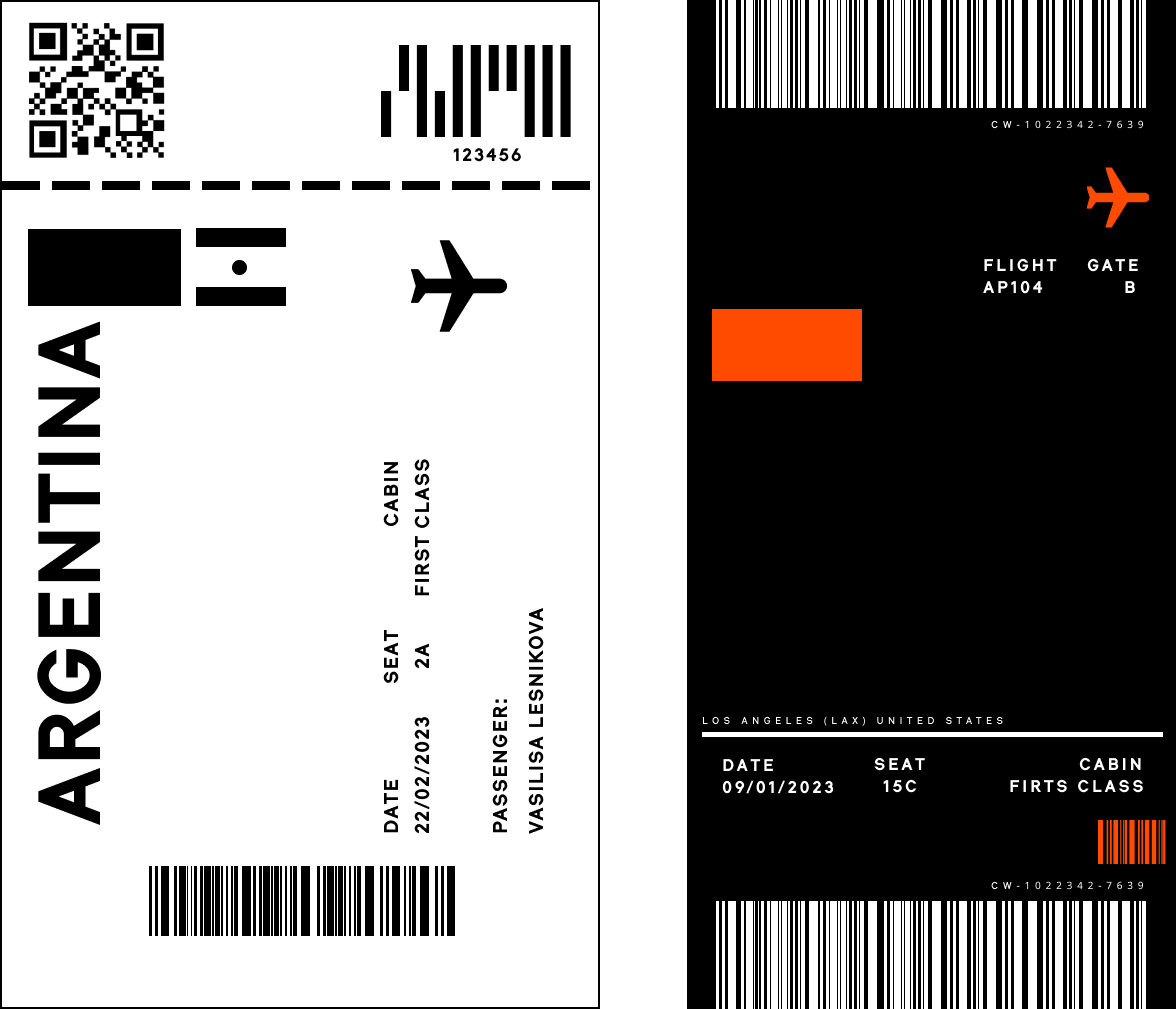 123456
ARGENTINA
CABIN
FIRST CLASS
SEAT
2A
DATE
22/02/2023
PASSENGER:
VASILISA LESNIKOVA
CW-1022342-7639
FLIGHT GATE
AP104 B
LOS ANGELES (LAX) UNITED STATES
DATE SEAT CABIN
09/01/2023 15C FIRTS CLASS
CW-1022342-7639